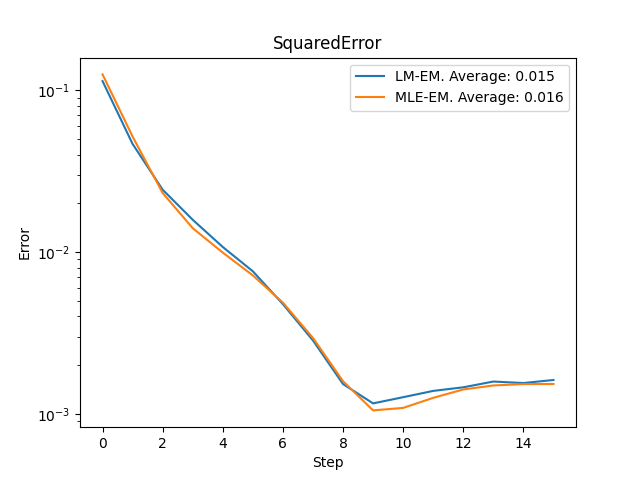 SquaredError
LM-EM. Average: 0.015
MLE-EM. Average: 0.016
10⁻¹
10⁻²
10⁻³
Error
0 2 4 6 8 10 12 14
Step